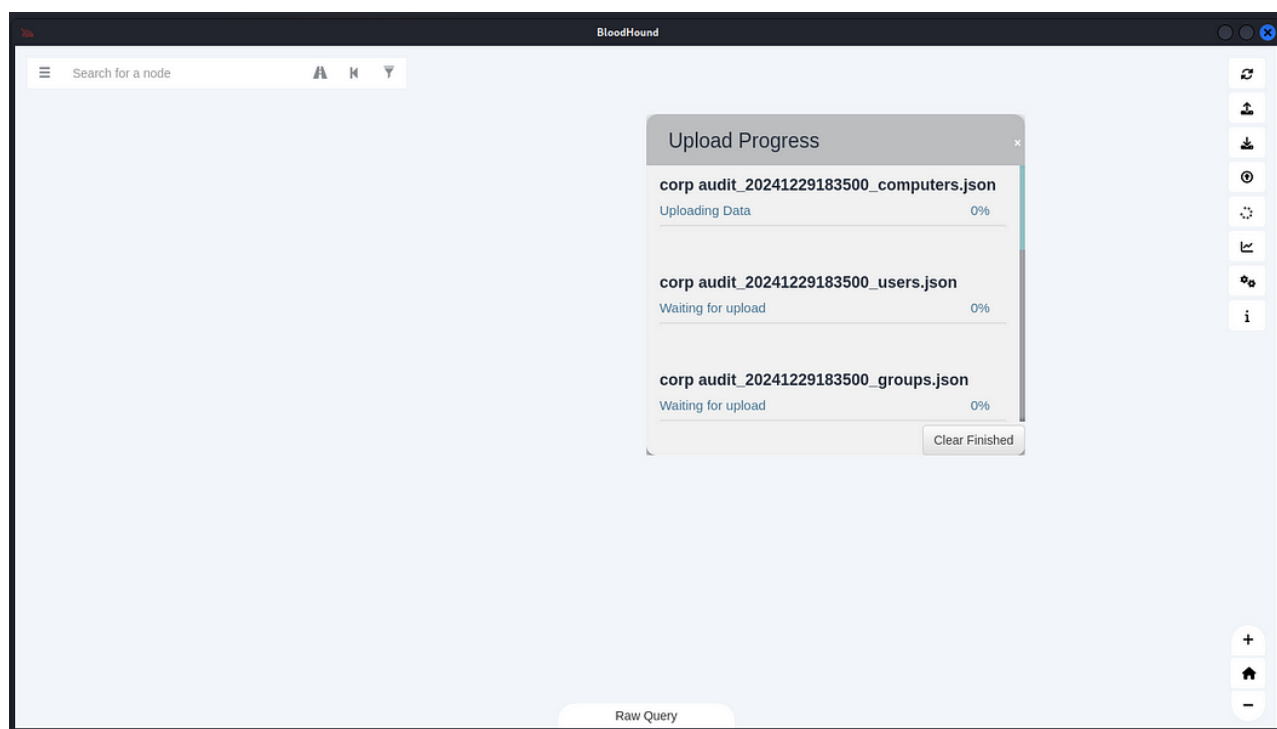 BloodHound
Search for a node
Upload Progress
corp audit_20241229183500_computers.json
Uploading Data 0%
corp audit_20241229183500_users.json
Waiting for upload 0%
corp audit_20241229183500_groups.json
Waiting for upload 0%
Clear Finished
Raw Query